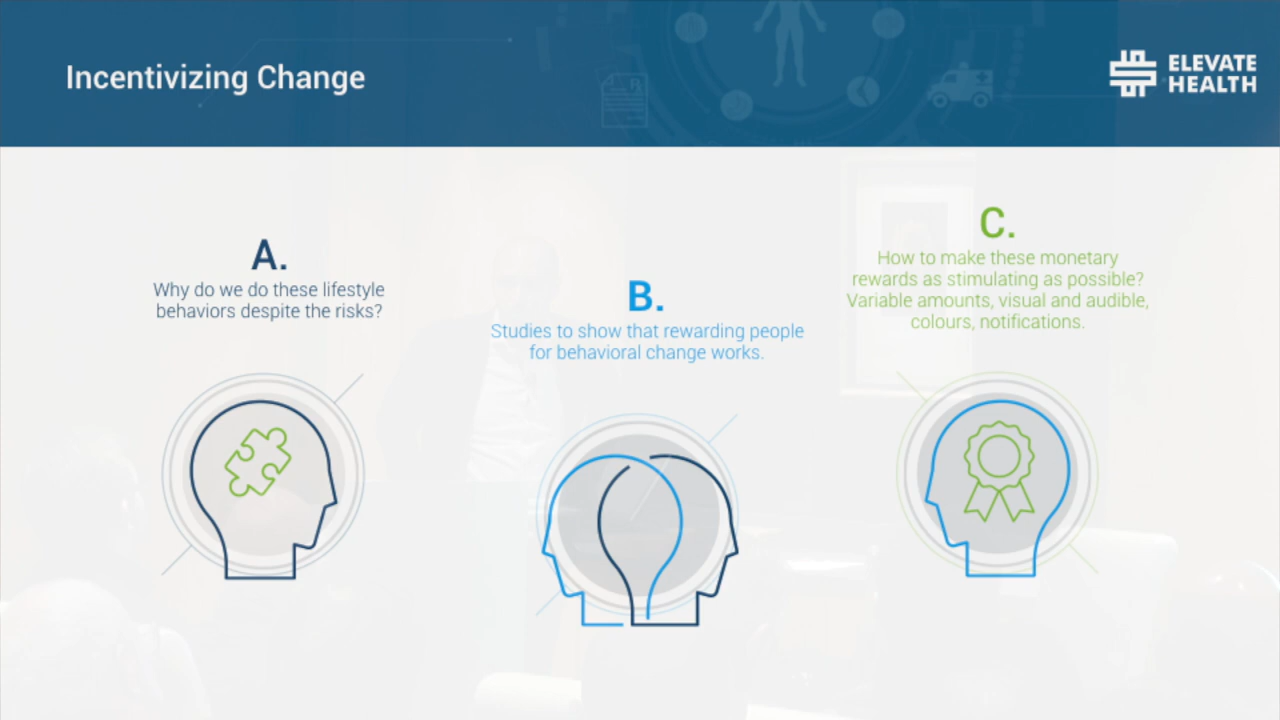 Incentivizing Change
ELEVATE
HEALTH
A.
Why do we do these lifestyle
behaviors despite the risks?
B.
Studies to show that rewarding people
for behavioral change works.
C.
How to make these monetary
rewards as stimulating as possible?
Variable amounts, visual and audible,
colours, notifications.